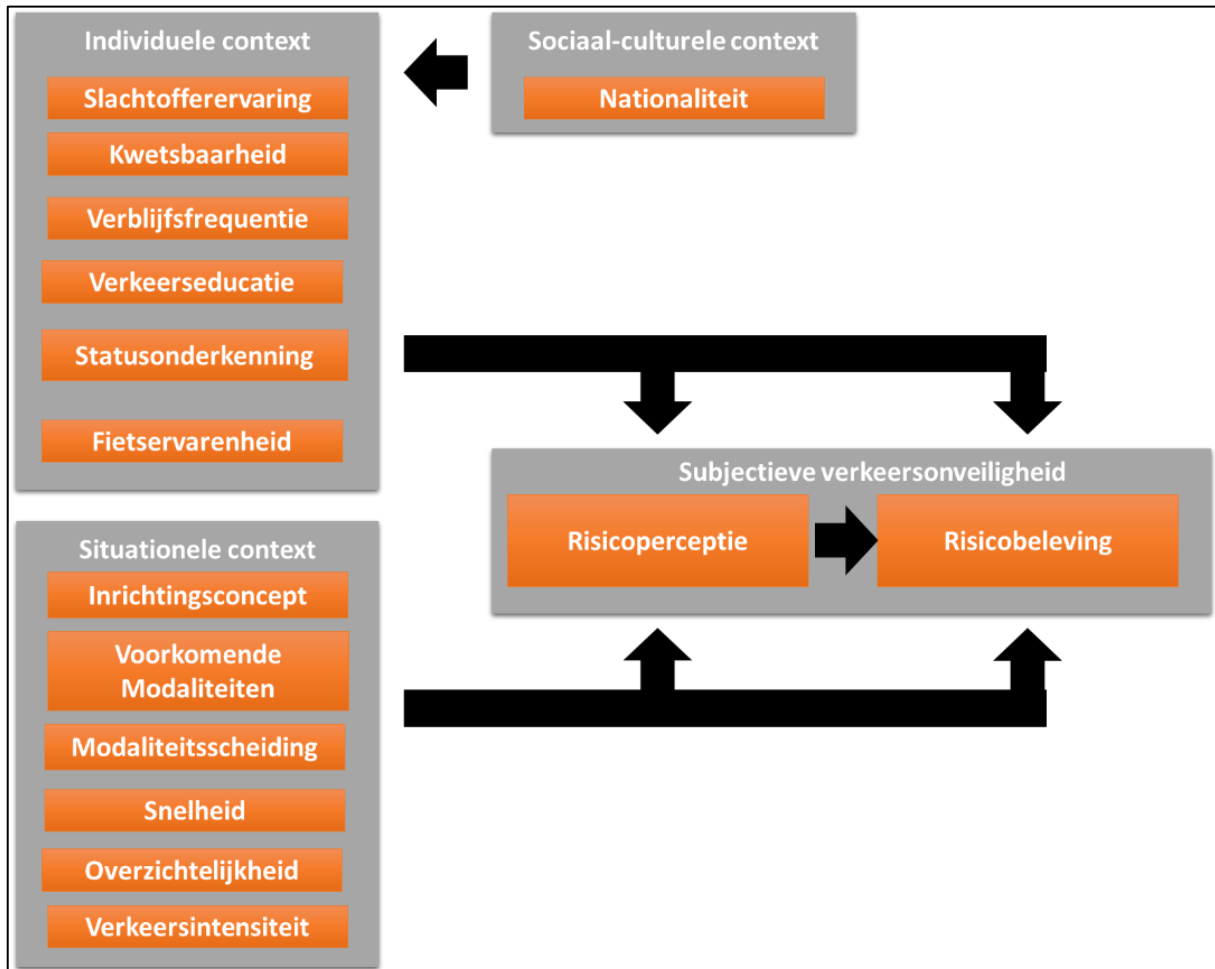 Individuele context
Slachtofferervaring
Kwetsbaarheid
Verblijfsfrequentie
Verkeerseducatie
Statusonderkenning
Fietservarenheid
Sociaal-culturele context
Nationaliteit
Subjectieve verkeersonveiligheid
Risicoperceptie
Risicobeleving
Situationele context
Inrichtingsconcept
Voorkomende
Modaliteiten
Modaliteitsscheiding
Snelheid
Overzichtelijkheid
Verkeersintensiteit